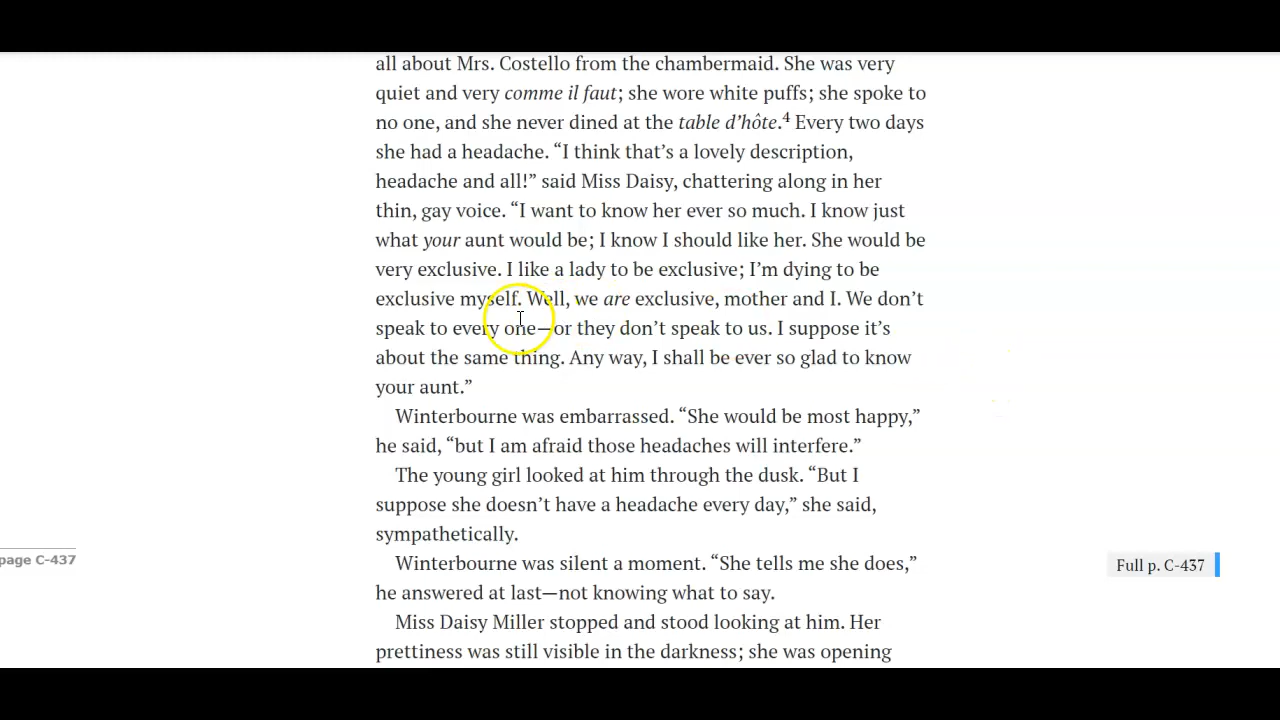 all about Mrs. Costello from the chambermaid. She was very
quiet and very comme il faut; she wore white puffs; she spoke to
no one, and she never dined at the table d’hôte.4 Every two days
she had a headache. “I think that’s a lovely description,
headache and all!” said Miss Daisy, chattering along in her
thin, gay voice. “I want to know her ever so much. I know just
what your aunt would be; I know I should like her. She would be
very exclusive. I like a lady to be exclusive; I’m dying to be
exclusive myself. Well, we are exclusive, mother and I. We don’t
speak to every one—or they don’t speak to us. I suppose it’s
about the same thing. Any way, I shall be ever so glad to know
your aunt.”
Winterbourne was embarrassed. “She would be most happy,”
he said, “but I am afraid those headaches will interfere.”
The young girl looked at him through the dusk. “But I
suppose she doesn’t have a headache every day,” she said,
sympathetically.
page C-437
Full p. C-437
Winterbourne was silent a moment. “She tells me she does,”
he answered at last—not knowing what to say.
Miss Daisy Miller stopped and stood looking at him. Her
prettiness was still visible in the darkness; she was opening